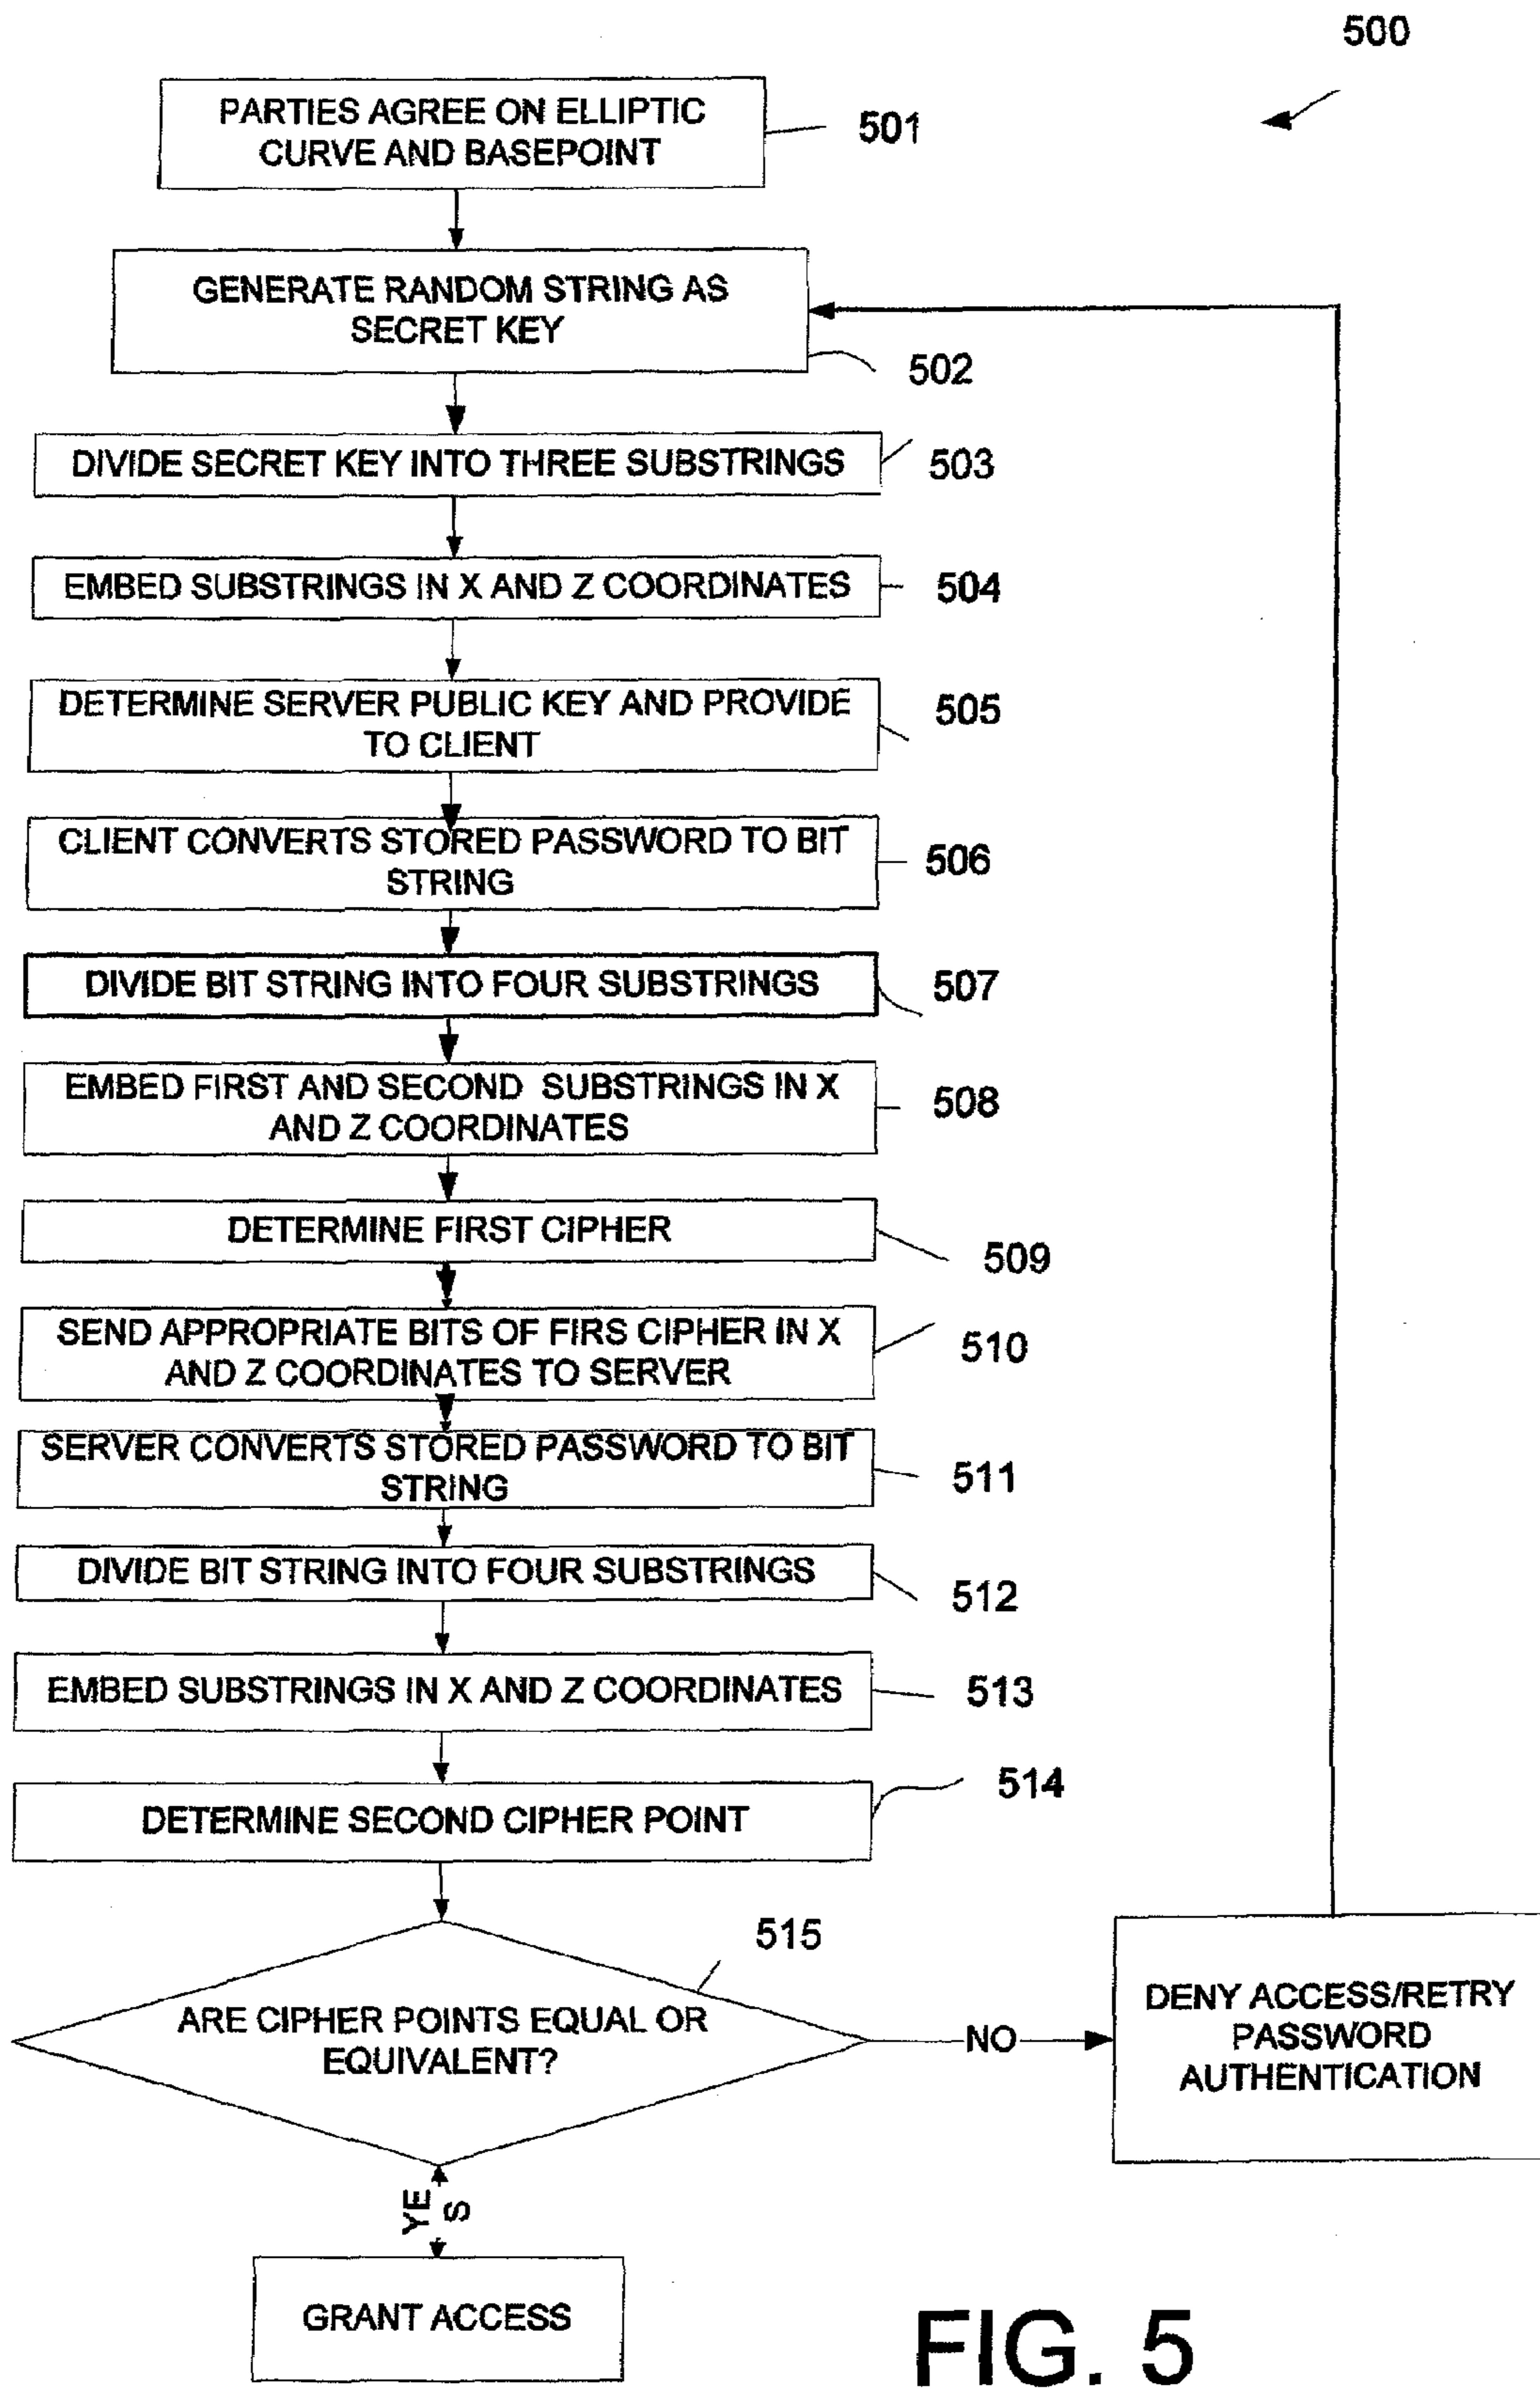 500
PARTIES AGREE ON ELLIPTIC
CURVE AND BASEPOINT
501
GENERATE RANDOM STRING AS
SECRET KEY
502
DIVIDE SECRET KEY INTO THREE SUBSTRINGS
503
EMBED SUBSTRINGS IN X AND Z COORDINATES
504
DETERMINE SERVER PUBLIC KEY AND PROVIDE
TO CLIENT
505
CLIENT CONVERTS STORED PASSWORD TO BIT
STRING
506
DIVIDE BIT STRING INTO FOUR SUBSTRINGS
507
EMBED FIRST AND SECOND SUBSTRINGS IN X
AND Z COORDINATES
508
DETERMINE FIRST CIPHER
509
SEND APPROPRIATE BITS OF FIRS CIPHER IN X
AND Z COORDINATES TO SERVER
510
SERVER CONVERTS STORED PASSWORD TO BIT
STRING
511
DIVIDE BIT STRING INTO FOUR SUBSTRINGS
512
EMBED SUBSTRINGS IN X AND Z COORDINATES
513
DETERMINE SECOND CIPHER POINT
514
515
ARE CIPHER POINTS EQUAL OR
EQUIVALENT?
NO
DENY ACCESS/RETRY
PASSWORD
AUTHENTICATION
YE
S
GRANT ACCESS
FIG. 5